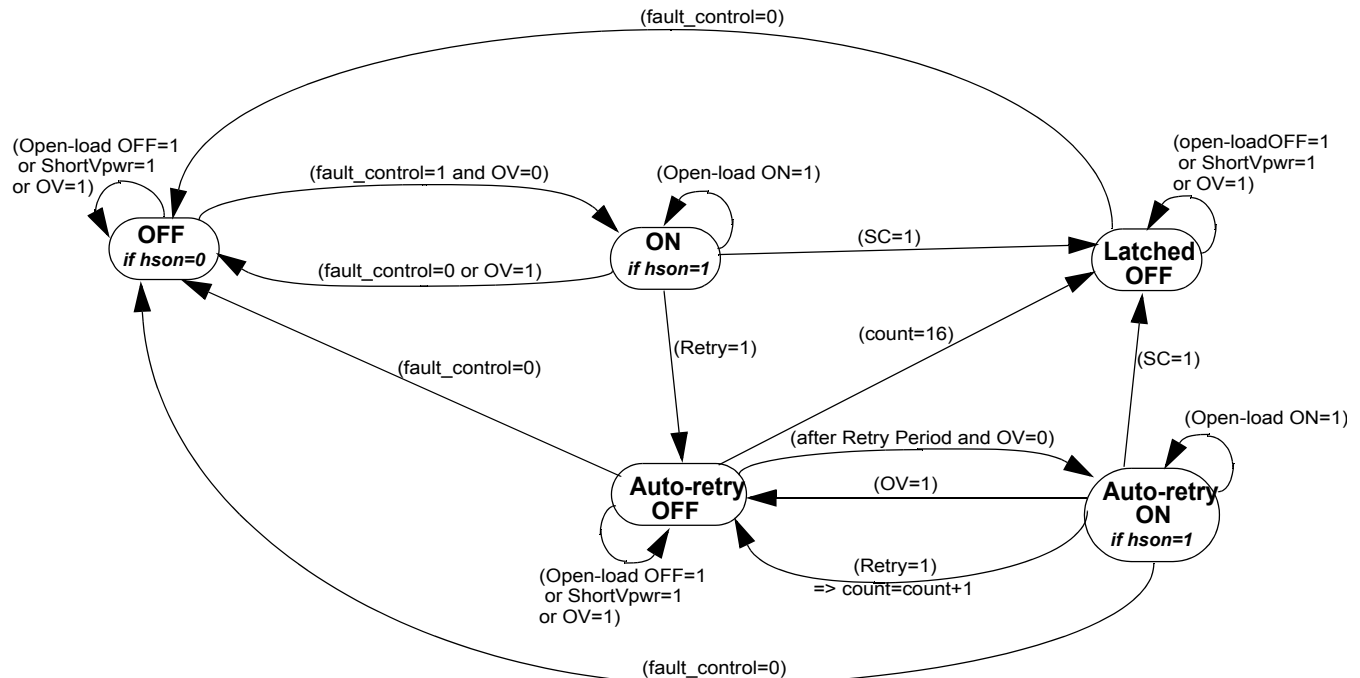 (fault_control=0)
(Open-load OFF=1
or ShortVpwr=1
or OV=1)
(fault_control=1 and OV=0)
(Open-load ON=1)
(open-loadOFF=1
or ShortVpwr=1
or OV=1)
OFF
if hson=0
ON
if hson=1
(SC=1)
Latched
OFF
(fault_control=0 or OV=1)
(count=16)
(Retry=1)
(SC=1)
(fault_control=0)
(Open-load ON=1)
(after Retry Period and OV=0)
Auto-retry
OFF
(OV=1)
Auto-retry
ON
if hson=1
(Open-load OFF=1
or ShortVpwr=1
or OV=1)
(Retry=1)
=> count=count+1
(fault_control=0)